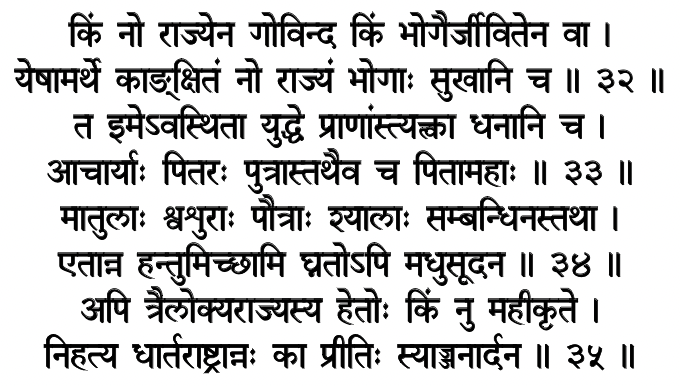 किं नो राज्येन गोविन्द किं भोगैर्जीवितेन वा ।
येषामर्थे काङ्क्षितं नो राज्यं भोगाः सुखानि च ॥ ३२ ॥
त इमेऽवस्थिता युद्धे प्राणांस्त्यक्त्वा धनानि च ।
आचार्याः पितरः पुत्रास्तथैव च पितामहाः ॥ ३३ ॥
मातुलाः श्वशुराः पौत्राः श्यालाः सम्बन्धिनस्तथा ।
एतान्न हन्तुमिच्छामि घ्नतोऽपि मधुसूदन ॥ ३४ ॥
अपि त्रैलोक्यराज्यस्य हेतोः किं नु महीकृते ।
निहत्य धार्तराष्ट्रान्नः का प्रीतिः स्याज्जनार्दन ॥ ३५ ॥